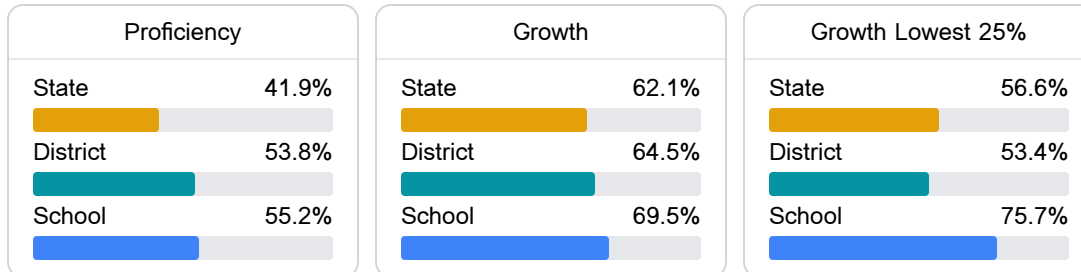 Proficiency
State 41.9%
District 53.8%
School 55.2%
Growth
State 62.1%
District 64.5%
School 69.5%
Growth Lowest 25%
State 56.6%
District 53.4%
School 75.7%